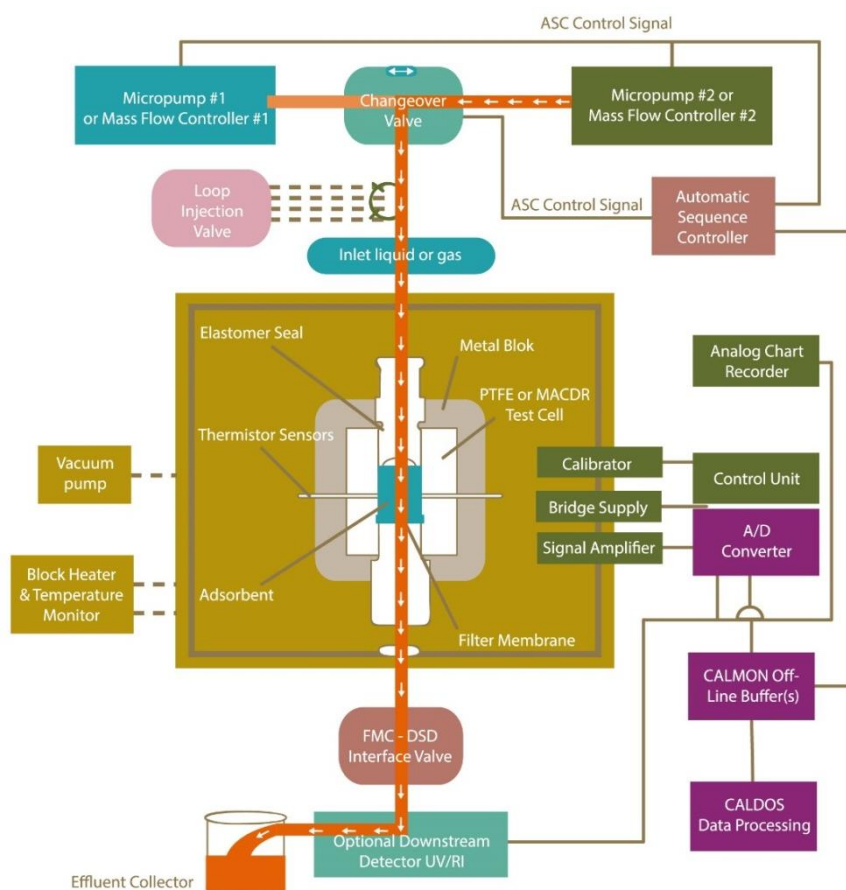 ASC Control Signal
Micropump #1
or Mass Flow Controller #1
Changeover
Valve
Micropump #2 or
Mass Flow Controller #2
Loop
Injection
Valve
ASC Control Signal
Automatic
Sequence
Controller
Inlet liquid or gas
Elastomer Seal
Metal Blok
PTFE or MACDR
Test Cell
Thermistor Sensors
Analog Chart
Recorder
Vacuum
pump
Calibrator
Control Unit
Bridge Supply
Signal Amplifier
A/D
Converter
Block Heater
& Temperature
Monitor
Adsorbent
Filter Membrane
CALMON Off-
Line Buffer(s)
FMC - DSD
Interface Valve
CALDOS
Data Processing
Optional Downstream
Detector UV/RI
Effluent Collector